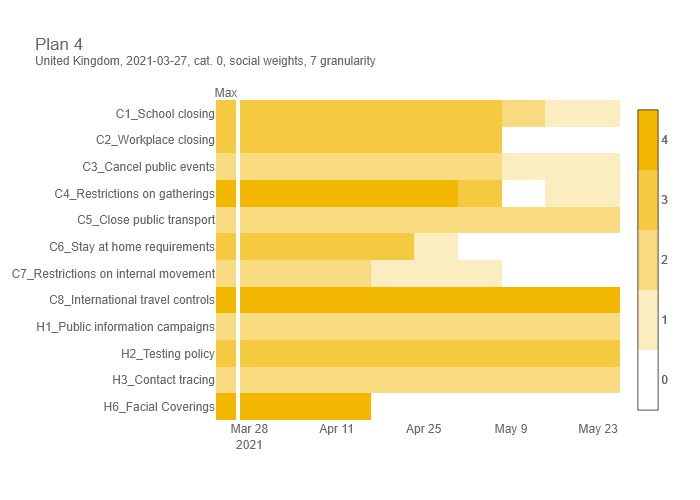 Plan 4
United Kingdom, 2021-03-27, cat. 0, social weights, 7 granularity
Max
C1_School closing
C2_Workplace closing
C3_Cancel public events
C4_Restrictions on gatherings
C5_Close public transport
C6_Stay at home requirements
C7_Restrictions on internal movement
C8_International travel controls
H1_Public information campaigns
H2_Testing policy
H3_Contact tracing
H6_Facial Coverings
Mar 28 Apr 11 Apr 25 May 9 May 23
2021
4
3
2
1
0